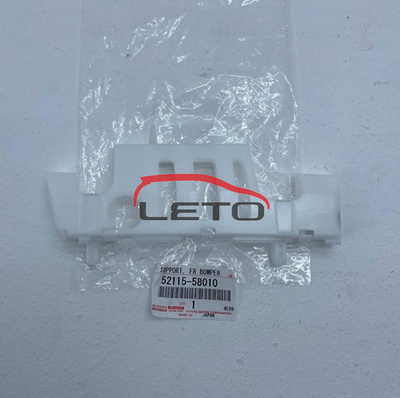 LETO
SUPPORT, FR BUMPER
52115-58010
1
JAPAN